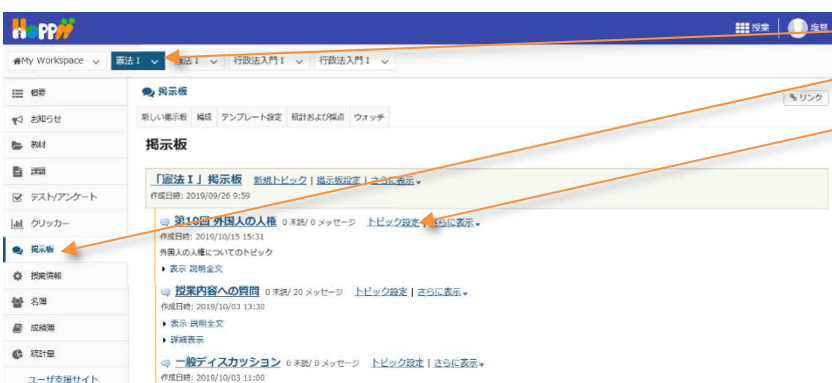 HoPPii
授業 塩見
My Workspace 憲法Ⅰ 法Ⅰ 行政法入門Ⅰ 行政法入門Ⅰ
概要
お知らせ
教材
課題
テスト/アンケート
クリッカー
掲示板
授業情報
名簿
成績簿
統計量
ユーザ支援サイト
掲示板
リンク
新しい掲示板 編成 テンプレート設定 統計および採点 ウォッチ
掲示板
「憲法Ⅰ」掲示板 新規トピック | 掲示板設定 | さらに表示
作成日時: 2019/09/26 9:59
第10回 外国人の人権 0 未読/ 0 メッセージ トピック設定 | さらに表示
作成日時: 2019/10/15 15:31
外国人の人権についてのトピック
表示 説明全文
授業内容への質問 0 未読/ 20 メッセージ トピック設定 | さらに表示
作成日時: 2019/10/03 13:30
表示 説明全文
詳細表示
一般ディスカッション 0 未読/ 0 メッセージ トピック設定 | さらに表示
作成日時: 2019/10/03 11:00